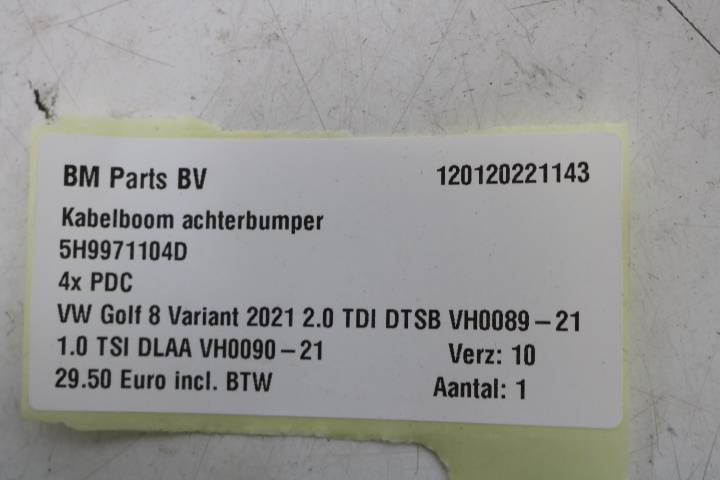 BM Parts BV 120120221143
Kabelboom achterbumper
5H9971104D
4x PDC
VW Golf 8 Variant 2021 2.0 TDI DTSB VH0089-21
1.0 TSI DLAA VH0090-21 Verz: 10
29.50 Euro incl. BTW Aantal: 1